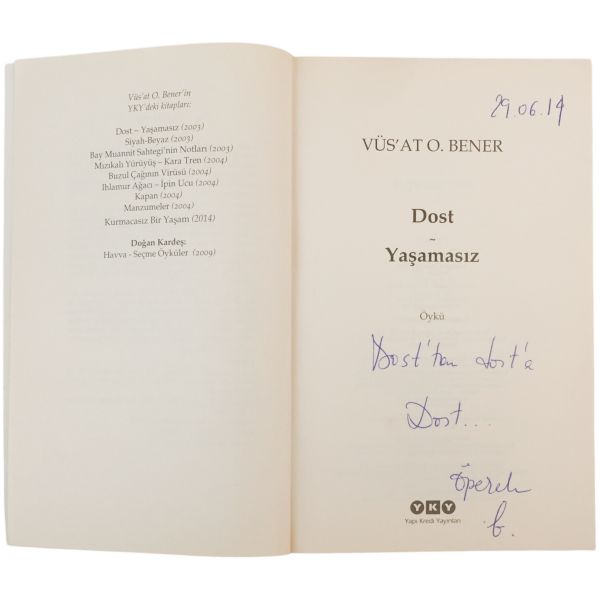 Vüs'at O. Bener'in
YKY'deki kitapları:
Dost – Yaşamasız (2003)
Siyah-Beyaz (2003)
Bay Muannit Sahtegi'nin Notları (2003)
Mızıkalı Yürüyüş – Kara Tren (2004)
Buzul Çağının Virüsü (2004)
Ihlamur Ağacı – İpin Ucu (2004)
Kapan (2004)
Manzumeler (2004)
Kurmacasız Bir Yaşam (2014)
Doğan Kardeş:
Havva - Seçme Öyküler (2009)
29.06.19
VÜS'AT O. BENER
Dost
~
Yaşamasız
Öykü
Dost'tan dost'a
Dost...
Öperek
YKY
Yapı Kredi Yayınları